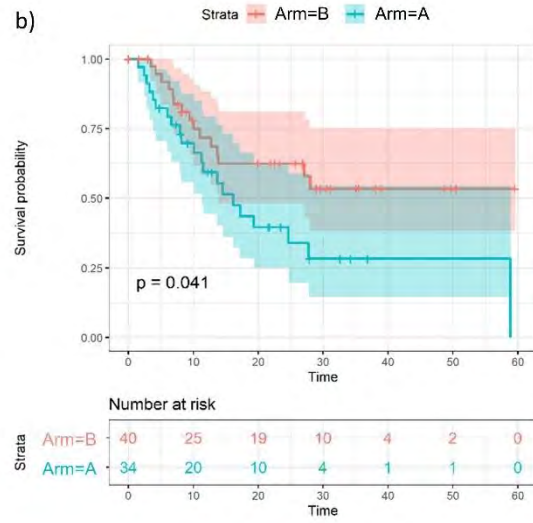 b)
Strata Arm=B Arm=A
Survival probability
1.00
0.75
0.50
0.25
0.00
p = 0.041
0 10 20 30 40 50 60
Time
Number at risk
Strata
Arm=B 40 25 19 10 4 2 0
Arm=A 34 20 10 4 1 1 0
0 10 20 30 40 50 60
Time